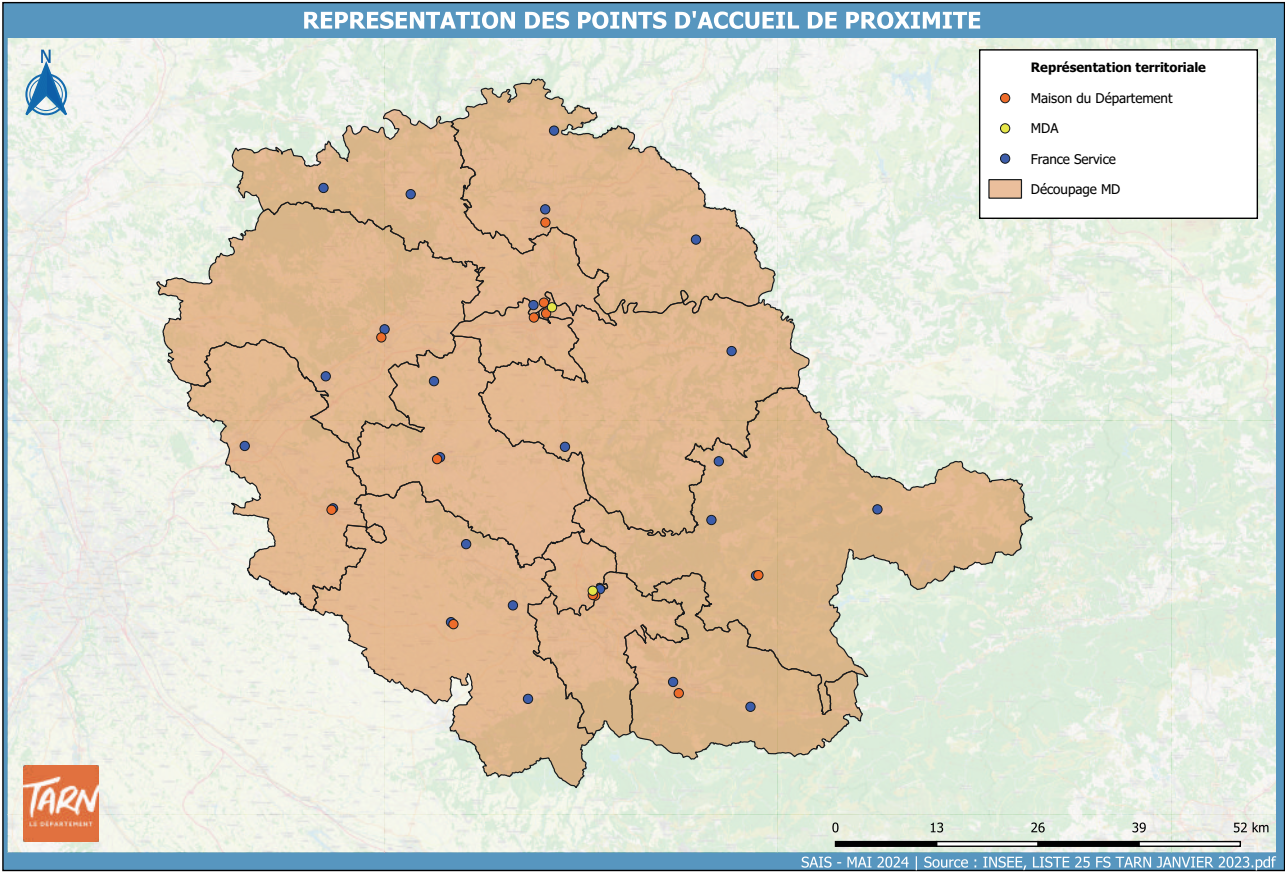 REPRESENTATION DES POINTS D'ACCUEIL DE PROXIMITE
N
Représentation territoriale
Maison du Département
MDA
France Service
Découpage MD
TARN
LE DÉPARTEMENT
0 13 26 39 52 km
SAIS - MAI 2024 | Source : INSEE, LISTE 25 FS TARN JANVIER 2023.pdf